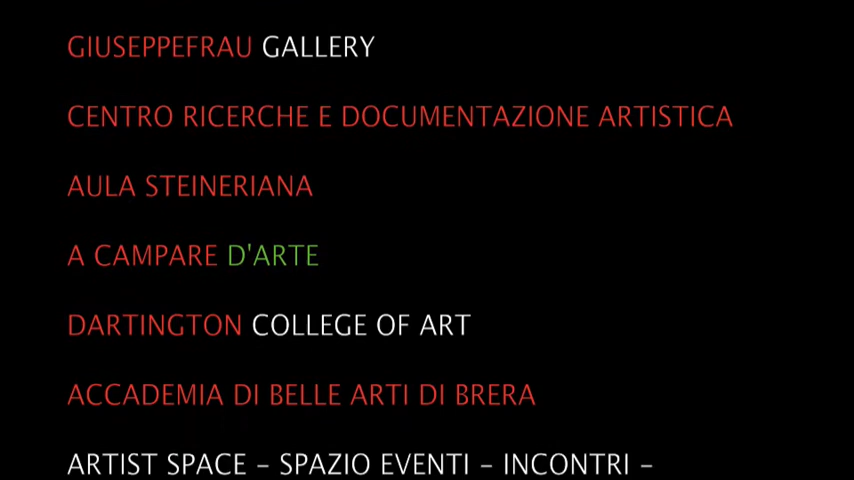 GIUSEPPEFRAU GALLERY
CENTRO RICERCHE E DOCUMENTAZIONE ARTISTICA
AULA STEINERIANA
A CAMPARE D'ARTE
DARTINGTON COLLEGE OF ART
ACCADEMIA DI BELLE ARTI DI BRERA
ARTIST SPACE – SPAZIO EVENTI – INCONTRI –